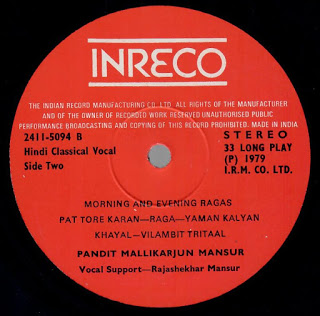 INRECO
THE INDIAN RECORD MANUFACTURING CO. LTD. ALL RIGHTS OF THE MANUFACTURER
AND OF THE OWNER OF RECORDED WORK RESERVED UNAUTHORISED PUBLIC
PERFORMANCE BROADCASTING AND COPYING OF THIS RECORD PROHIBITED. MADE IN INDIA
2411-5094 B
Hindi Classical Vocal
Side Two
STEREO
33 LONG PLAY
(P) 1979
I.R.M. CO. LTD.
MORNING AND EVENING RAGAS
PAT TORE KARAN—RAGA—YAMAN KALYAN
KHAYAL—VILAMBIT TRITAAL
PANDIT MALLIKARJUN MANSUR
Vocal Support—Rajashekhar Mansur